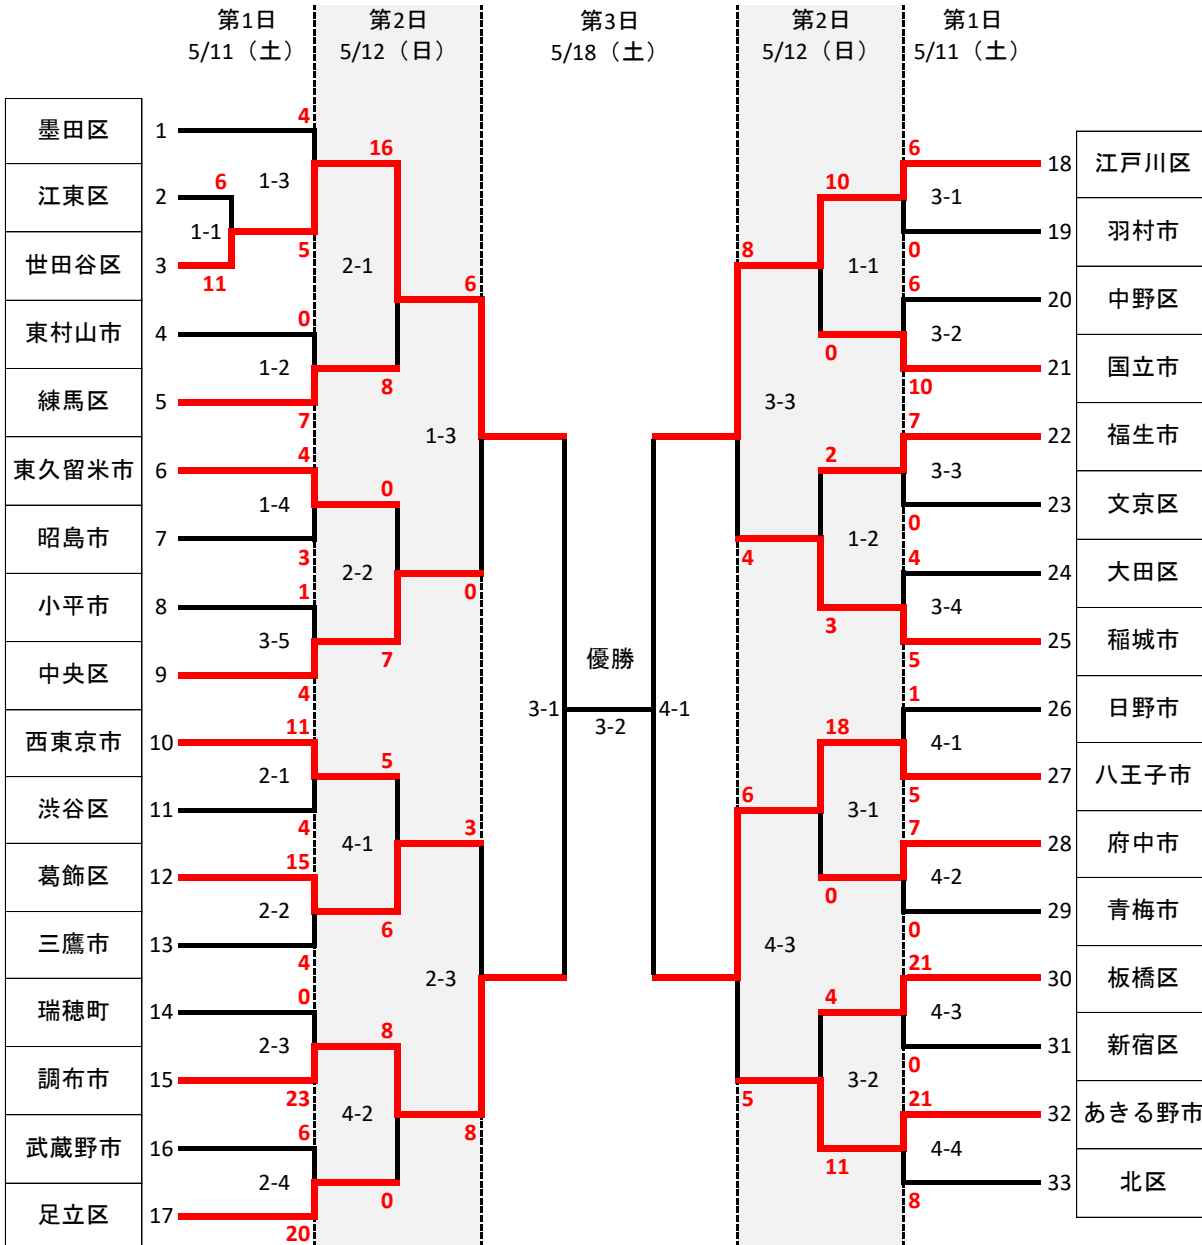 第1日
5/11（土）
第2日
5/12（日）
第3日
5/18（土）
第2日
5/12（日）
第1日
5/11（土）
墨田区 1
江東区 2
世田谷区 3
東村山市 4
練馬区 5
東久留米市 6
昭島市 7
小平市 8
中央区 9
西東京市 10
渋谷区 11
葛飾区 12
三鷹市 13
瑞穂町 14
調布市 15
武蔵野市 16
足立区 17
6
1-1
11
4
1-3
5
0
1-2
7
4
1-4
3
1
3-5
4
11
2-1
4
15
2-2
4
0
2-3
23
6
2-4
20
16
2-1
8
0
2-2
7
5
4-1
6
8
4-2
0
6
1-3
0
3
2-3
8
3-1
優勝
3-2
4-1
8
3-3
4
6
4-3
5
10
1-1
0
2
1-2
3
18
3-1
0
4
3-2
11
6
3-1
0
6
3-2
10
7
3-3
0
4
3-4
5
1
4-1
5
7
4-2
0
21
4-3
0
21
4-4
8
18 江戸川区
19 羽村市
20 中野区
21 国立市
22 福生市
23 文京区
24 大田区
25 稲城市
26 日野市
27 八王子市
28 府中市
29 青梅市
30 板橋区
31 新宿区
32 あきる野市
33 北区